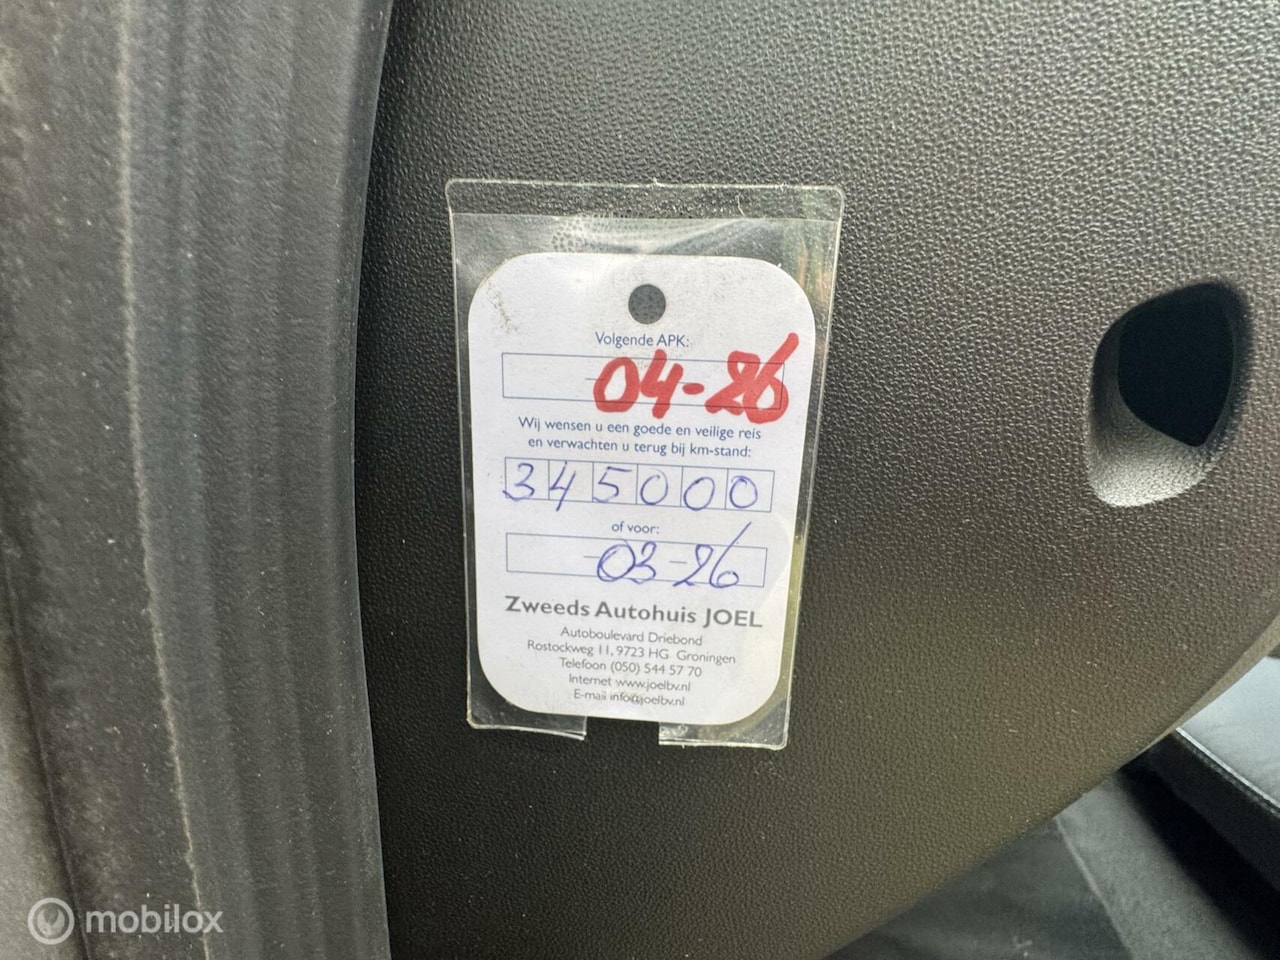 Volgende APK:
04-26
Wij wensen u een goede en veilige reis
en verwachten u terug bij km-stand:
345000
of voor:
03-26
Zweeds Autohuis JOEL
Autoboulevard Driebond
Rostockweg 11, 9723 HG Groningen
Telefoon (050) 544 57 70
Internet www.joelbv.nl
E-mail info@joelbv.nl
mobilox